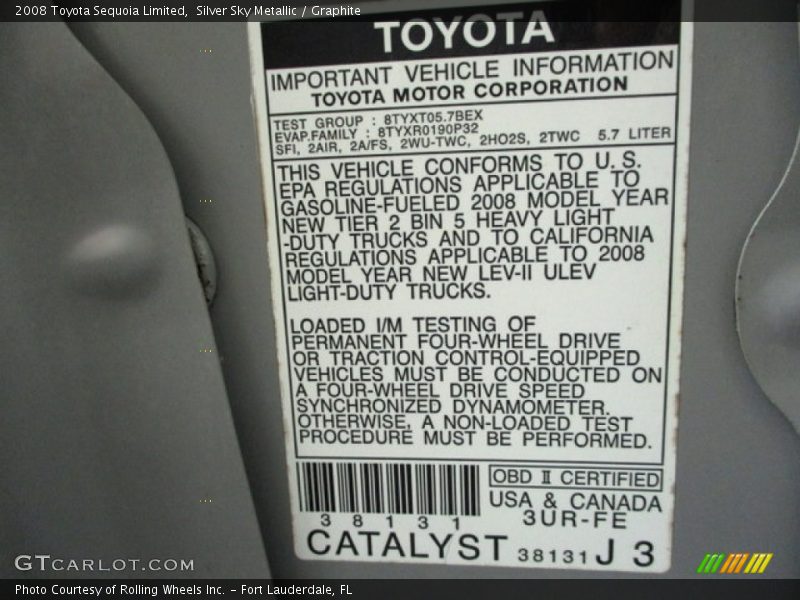 2008 Toyota Sequoia Limited,  Silver Sky Metallic / Graphite
TOYOTA
IMPORTANT VEHICLE INFORMATION
TOYOTA MOTOR CORPORATION
TEST GROUP : 8TYXT05.7BEX
EVAP.FAMILY : 8TYXR0190P32
SFI, 2AIR, 2A/FS, 2WU-TWC, 2HO2S, 2TWC  5.7 LITER
THIS VEHICLE CONFORMS TO U.S.
EPA REGULATIONS APPLICABLE TO
GASOLINE-FUELED 2008 MODEL YEAR
NEW TIER 2 BIN 5 HEAVY LIGHT
-DUTY TRUCKS AND TO CALIFORNIA
REGULATIONS APPLICABLE TO 2008
MODEL YEAR NEW LEV-II ULEV
LIGHT-DUTY TRUCKS.
LOADED I/M TESTING OF
PERMANENT FOUR-WHEEL DRIVE
OR TRACTION CONTROL-EQUIPPED
VEHICLES MUST BE CONDUCTED ON
A FOUR-WHEEL DRIVE SPEED
SYNCHRONIZED DYNAMOMETER.
OTHERWISE, A NON-LOADED TEST
PROCEDURE MUST BE PERFORMED.
38131
OBD II CERTIFIED
USA & CANADA
3UR-FE
CATALYST 38131 J 3
GTCARLOT.COM
Photo Courtesy of Rolling Wheels Inc. – Fort Lauderdale, FL